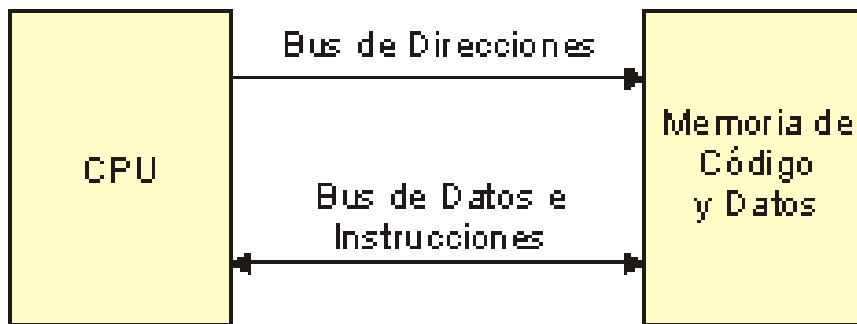 CPU
Bus de Direcciones
Bus de Datos e
Instrucciones
Memoria de
Código
y Datos